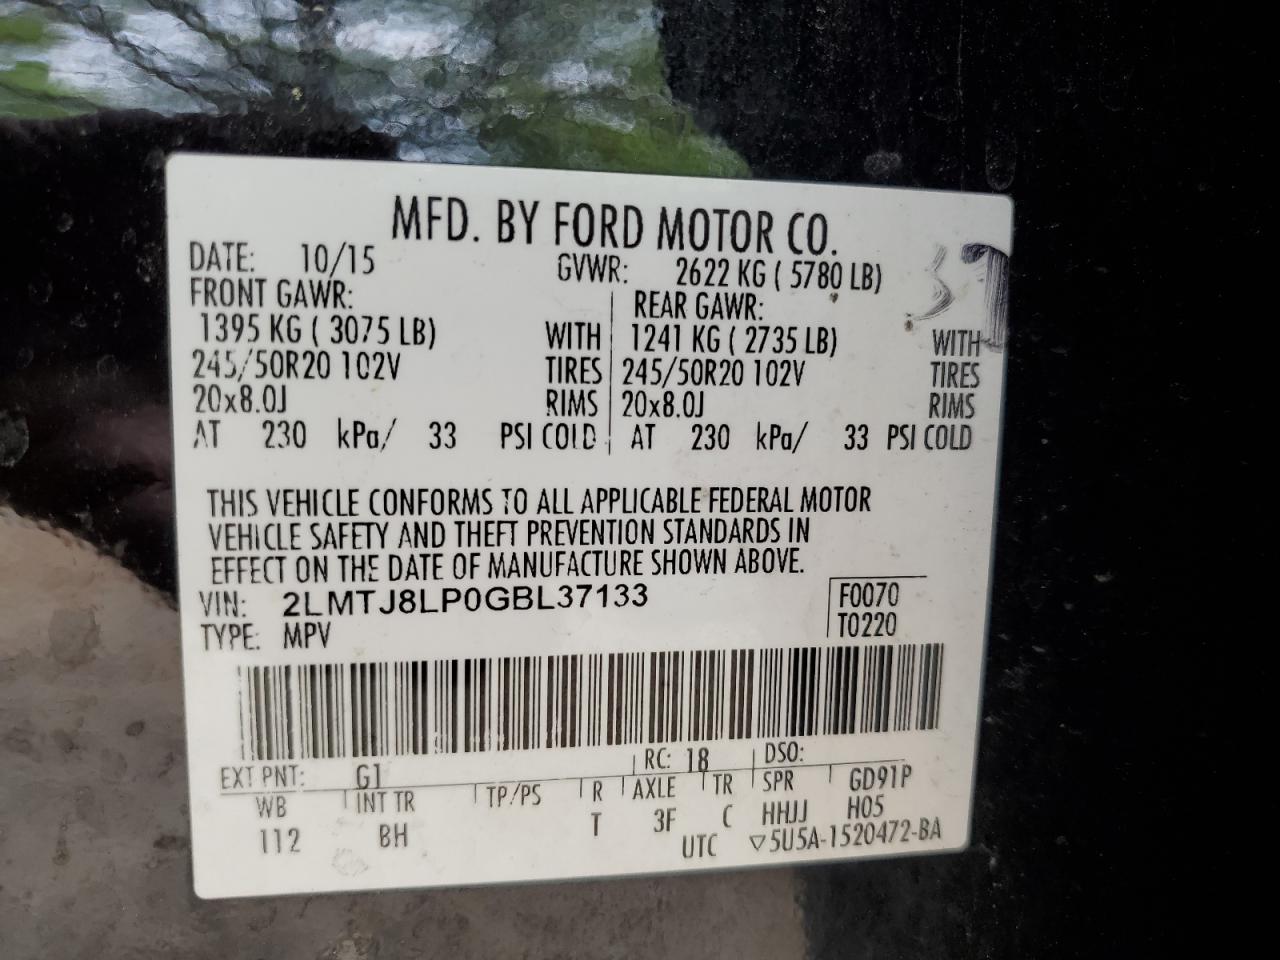 MFD. BY FORD MOTOR CO.
DATE: 10/15 GVWR: 2622 KG ( 5780 LB)
FRONT GAWR: REAR GAWR:
1395 KG ( 3075 LB) WITH 1241 KG ( 2735 LB) WITH
245/50R20 102V TIRES 245/50R20 102V TIRES
20x8.0J RIMS 20x8.0J RIMS
AT 230 kPa/ 33 PSI COLD AT 230 kPa/ 33 PSI COLD
THIS VEHICLE CONFORMS TO ALL APPLICABLE FEDERAL MOTOR
VEHICLE SAFETY AND THEFT PREVENTION STANDARDS IN
EFFECT ON THE DATE OF MANUFACTURE SHOWN ABOVE.
VIN: 2LMTJ8LP0GBL37133 F0070
TYPE: MPV T0220
EXT PNT: G1 RC: 18 DSO:
WB INT TR TP/PS R AXLE TR SPR GD91P
112 BH T 3F C HHJJ H05
UTC ▽5U5A-1520472-BA